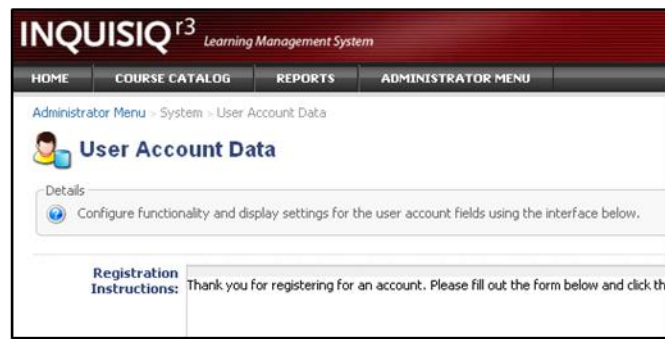 INQUISIQ r3 Learning Management System
HOME COURSE CATALOG REPORTS ADMINISTRATOR MENU
Administrator Menu > System > User Account Data
User Account Data
Details
Configure functionality and display settings for the user account fields using the interface below.
Registration
Instructions: Thank you for registering for an account. Please fill out the form below and click th